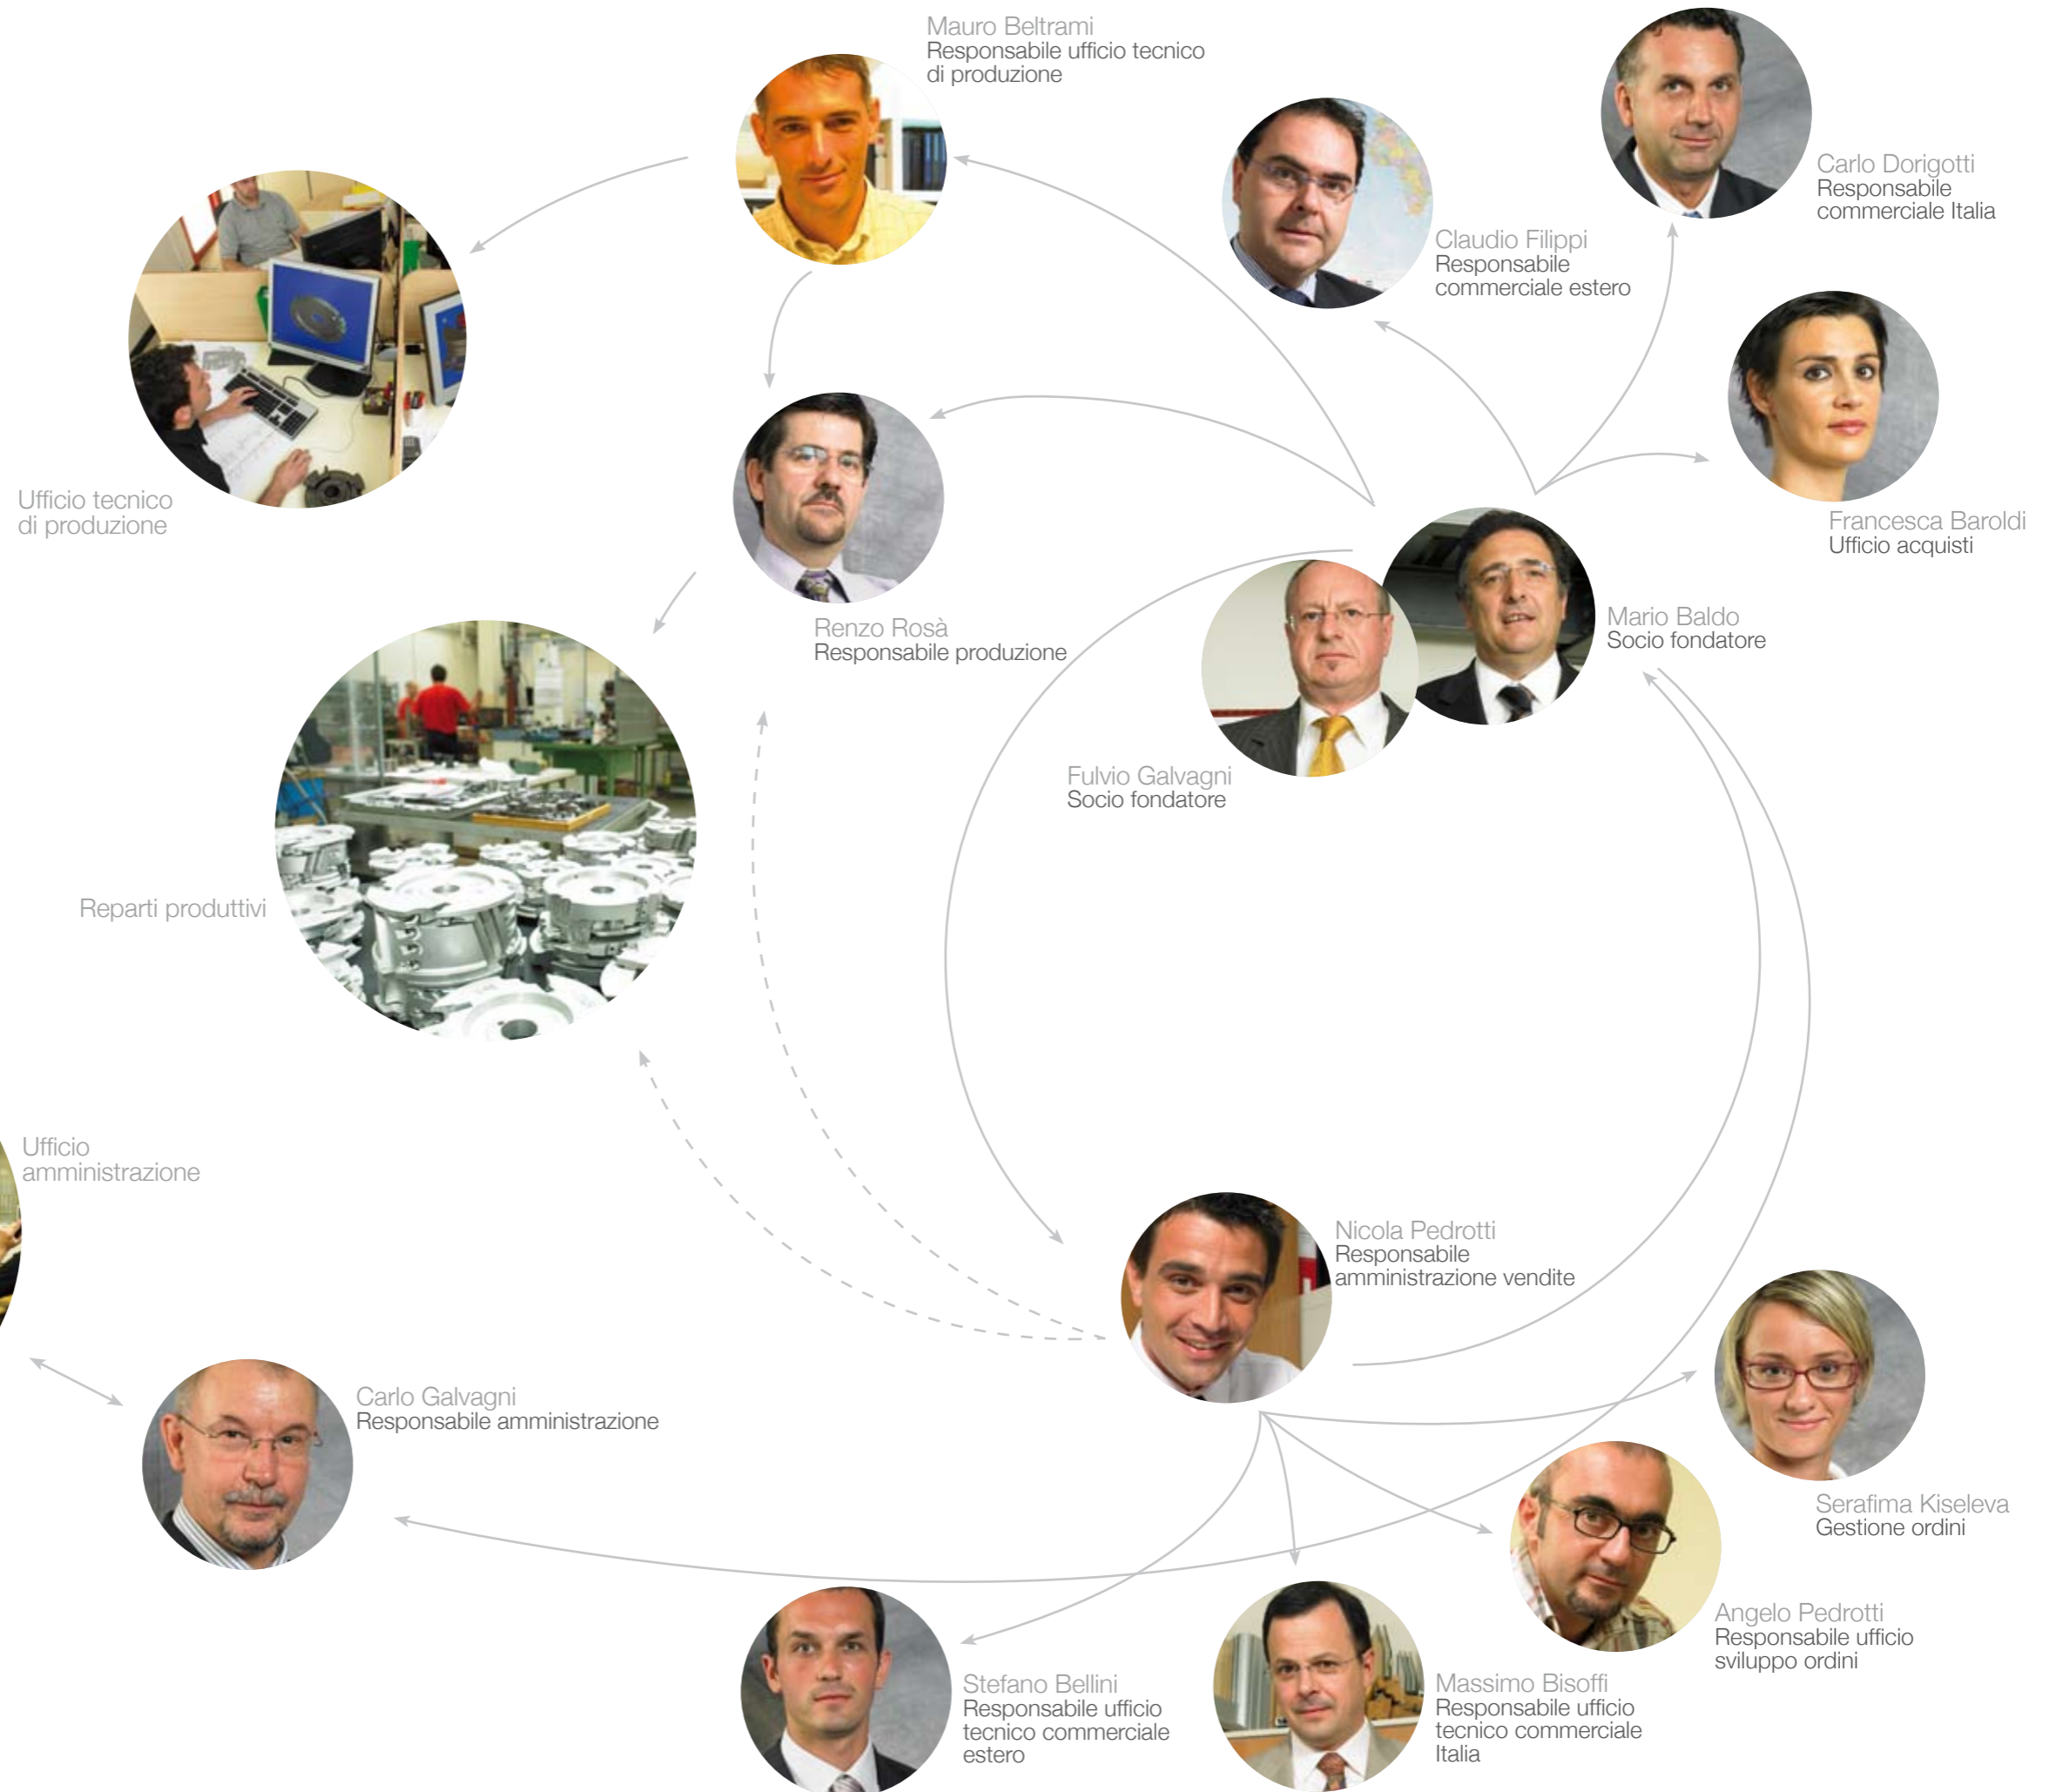 Mauro Beltrami
Responsabile ufficio tecnico
di produzione
Carlo Dorigotti
Responsabile
commerciale Italia
Claudio Filippi
Responsabile
commerciale estero
Ufficio tecnico
di produzione
Francesca Baroldi
Ufficio acquisti
Renzo Rosà
Responsabile produzione
Mario Baldo
Socio fondatore
Fulvio Galvagni
Socio fondatore
Reparti produttivi
Ufficio
amministrazione
Nicola Pedrotti
Responsabile
amministrazione vendite
Carlo Galvagni
Responsabile amministrazione
Serafima Kiseleva
Gestione ordini
Angelo Pedrotti
Responsabile ufficio
sviluppo ordini
Stefano Bellini
Responsabile ufficio
tecnico commerciale
estero
Massimo Bisoffi
Responsabile ufficio
tecnico commerciale
Italia